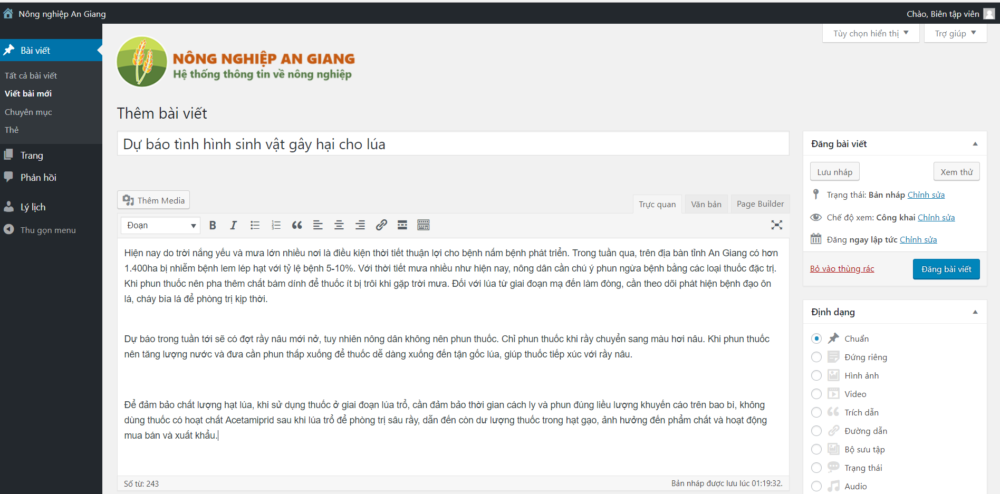 Nông nghiệp An Giang
Chào, Biên tập viên
Bài viết
Tất cả bài viết
Viết bài mới
Chuyên mục
Thẻ
Trang
Phản hồi
Lý lịch
Thu gọn menu
Tùy chọn hiển thị
Trợ giúp
NÔNG NGHIỆP AN GIANG
Hệ thống thông tin về nông nghiệp
Thêm bài viết
Dự báo tình hình sinh vật gây hại cho lúa
Thêm Media
Trực quan
Văn bản
Page Builder
Đoạn
Hiện nay do trời nắng yếu và mưa lớn nhiều nơi là điều kiện thời tiết thuận lợi cho bệnh nấm bệnh phát triển. Trong tuần qua, trên địa bàn tỉnh An Giang có hơn
1.400ha bị nhiễm bệnh lem lép hạt với tỷ lệ bệnh 5-10%. Với thời tiết mưa nhiều như hiện nay, nông dân cần chú ý phun ngừa bệnh bằng các loại thuốc đặc trị.
Khi phun thuốc nên pha thêm chất bám dính để thuốc ít bị trôi khi gặp trời mưa. Đối với lúa từ giai đoạn mạ đến làm đòng, cần theo dõi phát hiện bệnh đạo ôn
lá, cháy bìa lá để phòng trị kịp thời.
Dự báo trong tuần tới sẽ có đợt rầy nâu mới nở, tuy nhiên nông dân không nên phun thuốc. Chỉ phun thuốc khi rầy chuyển sang màu hơi nâu. Khi phun thuốc
nên tăng lượng nước và đưa cần phun thấp xuống để thuốc dễ dàng xuống đến tận gốc lúa, giúp thuốc tiếp xúc với rầy nâu.
Để đảm bảo chất lượng hạt lúa, khi sử dụng thuốc ở giai đoạn lúa trổ, cần đảm bảo thời gian cách ly và phun đúng liều lượng khuyến cáo trên bao bì, không
dùng thuốc có hoạt chất Acetamiprid sau khi lúa trổ để phòng trị sâu rầy, dẫn đến còn dư lượng thuốc trong hạt gạo, ảnh hưởng đến phẩm chất và hoạt động
mua bán và xuất khẩu.
Số từ: 243
Bản nháp được lưu lúc 01:19:32.
Đăng bài viết
Lưu nháp
Xem thử
Trạng thái: Bản nháp Chỉnh sửa
Chế độ xem: Công khai Chỉnh sửa
Đăng ngay lập tức Chỉnh sửa
Bỏ vào thùng rác
Đăng bài viết
Định dạng
Chuẩn
Đứng riêng
Hình ảnh
Video
Trích dẫn
Đường dẫn
Bộ sưu tập
Trạng thái
Audio